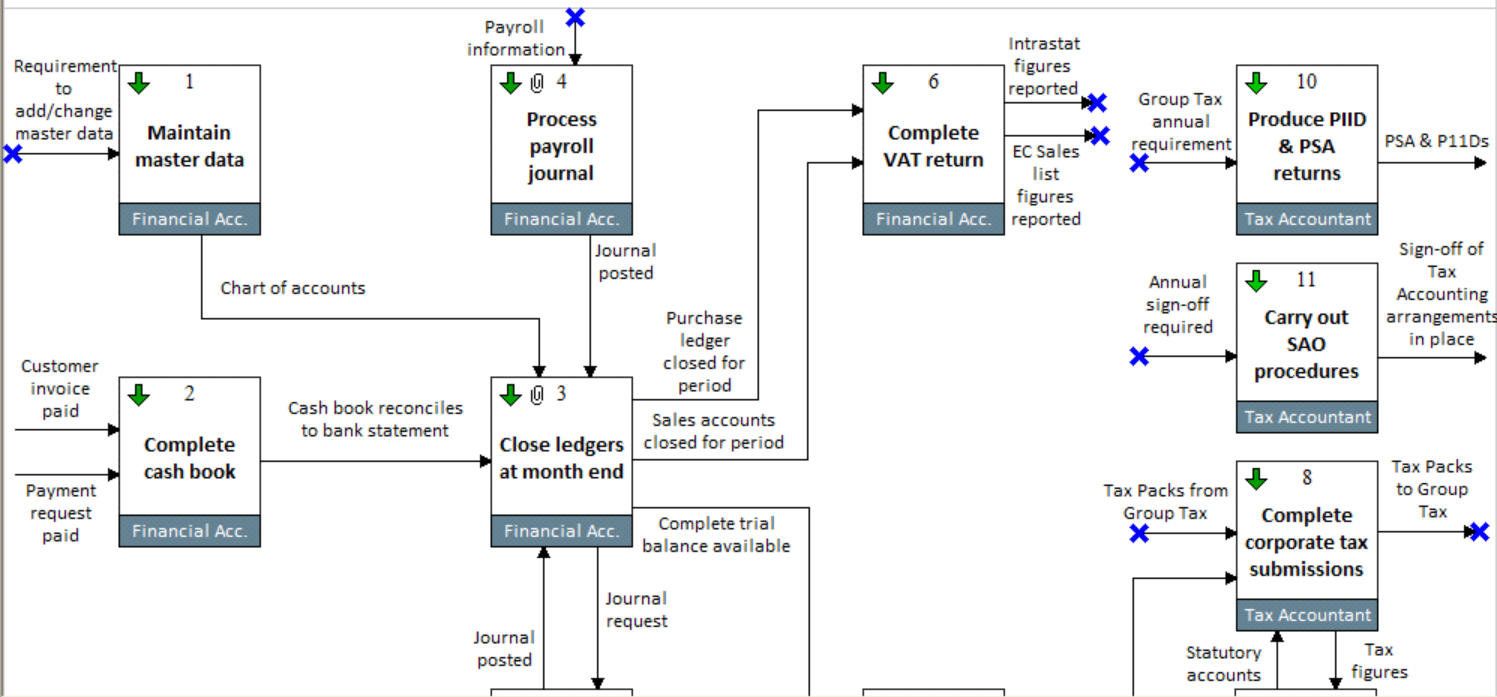 Payroll
information
Requirement
to
add/change
master data
1
Maintain
master data
Financial Acc.
4
Process
payroll
journal
Financial Acc.
6
Complete
VAT return
Financial Acc.
Intrastat
figures
reported
EC Sales
list
figures
reported
Group Tax
annual
requirement
10
Produce PIID
& PSA
returns
Tax Accountant
PSA & P11Ds
Chart of accounts
Journal
posted
Annual
sign-off
required
11
Carry out
SAO
procedures
Tax Accountant
Sign-off of
Tax
Accounting
arrangements
in place
Customer
invoice
paid
Payment
request
paid
2
Complete
cash book
Financial Acc.
Cash book reconciles
to bank statement
3
Close ledgers
at month end
Financial Acc.
Purchase
ledger
closed for
period
Sales accounts
closed for period
Complete trial
balance available
Tax Packs from
Group Tax
8
Complete
corporate tax
submissions
Tax Accountant
Tax Packs
to Group
Tax
Journal
posted
Journal
request
Statutory
accounts
Tax
figures